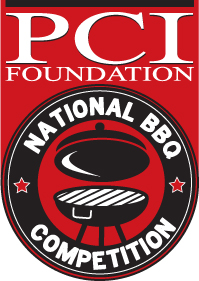 PCI
FOUNDATION
NATIONAL BBQ
COMPETITION